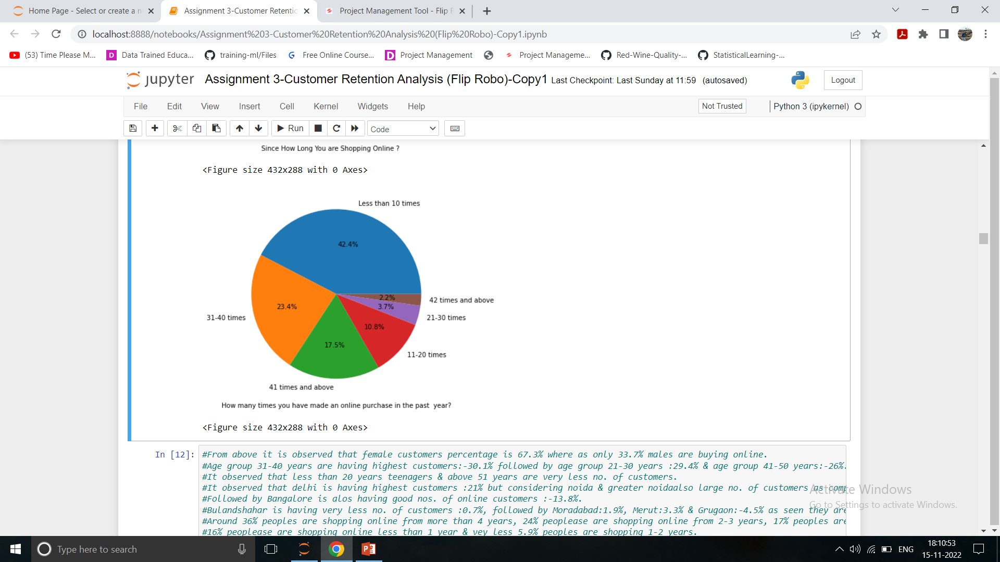 Home Page - Select or create a n
Assignment 3-Customer Retentio
Project Management Tool - Flip R
localhost:8888/notebooks/Assignment%203-Customer%20Retention%20Analysis%20(Flip%20Robo)-Copy1.ipynb
(53) Time Please M...
Data Trained Educa...
training-ml/Files
Free Online Course...
Project Management
Project Manageme...
Red-Wine-Quality-...
StatisticalLearning-...
jupyter
Assignment 3-Customer Retention Analysis (Flip Robo)-Copy1 Last Checkpoint: Last Sunday at 11:59 (autosaved)
Logout
File Edit View Insert Cell Kernel Widgets Help
Not Trusted
Python 3 (ipykernel)
Run
Code
Since How Long You are Shopping Online ?
<Figure size 432x288 with 0 Axes>
Less than 10 times
42.4%
2.2%
42 times and above
23.4%
3.7%
31-40 times
21-30 times
10.8%
17.5%
11-20 times
41 times and above
How many times you have made an online purchase in the past  year?
<Figure size 432x288 with 0 Axes>
In [12]: #From above it is observed that female customers percentage is 67.3% where as only 33.7% males are buying online.
#Age group 31-40 years are having highest customers:-30.1% followed by age group 21-30 years :29.4% & age group 41-50 years:-26%.
#It observed that less than 20 years teenagers & above 51 years are very less no. of customers.
#It observed that delhi is having highest customers :21% but considering noida & greater noidaalso large no. of customers as comp
#Followed by Bangalore is alos having good nos. of online customers :-13.8%.
#Bulandshahar is having very less no. of customers :0.7%, followed by Moradabad:1.9%, Merut:3.3% & Grugaon:-4.5% as seen they are
#Around 36% peoples are shopping online from more than 4 years, 24% peoplease are shopping online from 2-3 years, 17% peoples are
#16% peoplease are shopping online less than 1 year & vey less 5.9% peoples are shopping 1-2 years.
Activate Windows
Go to Settings to activate Windows.
Type here to search
ENG
18:10:53
15-11-2022